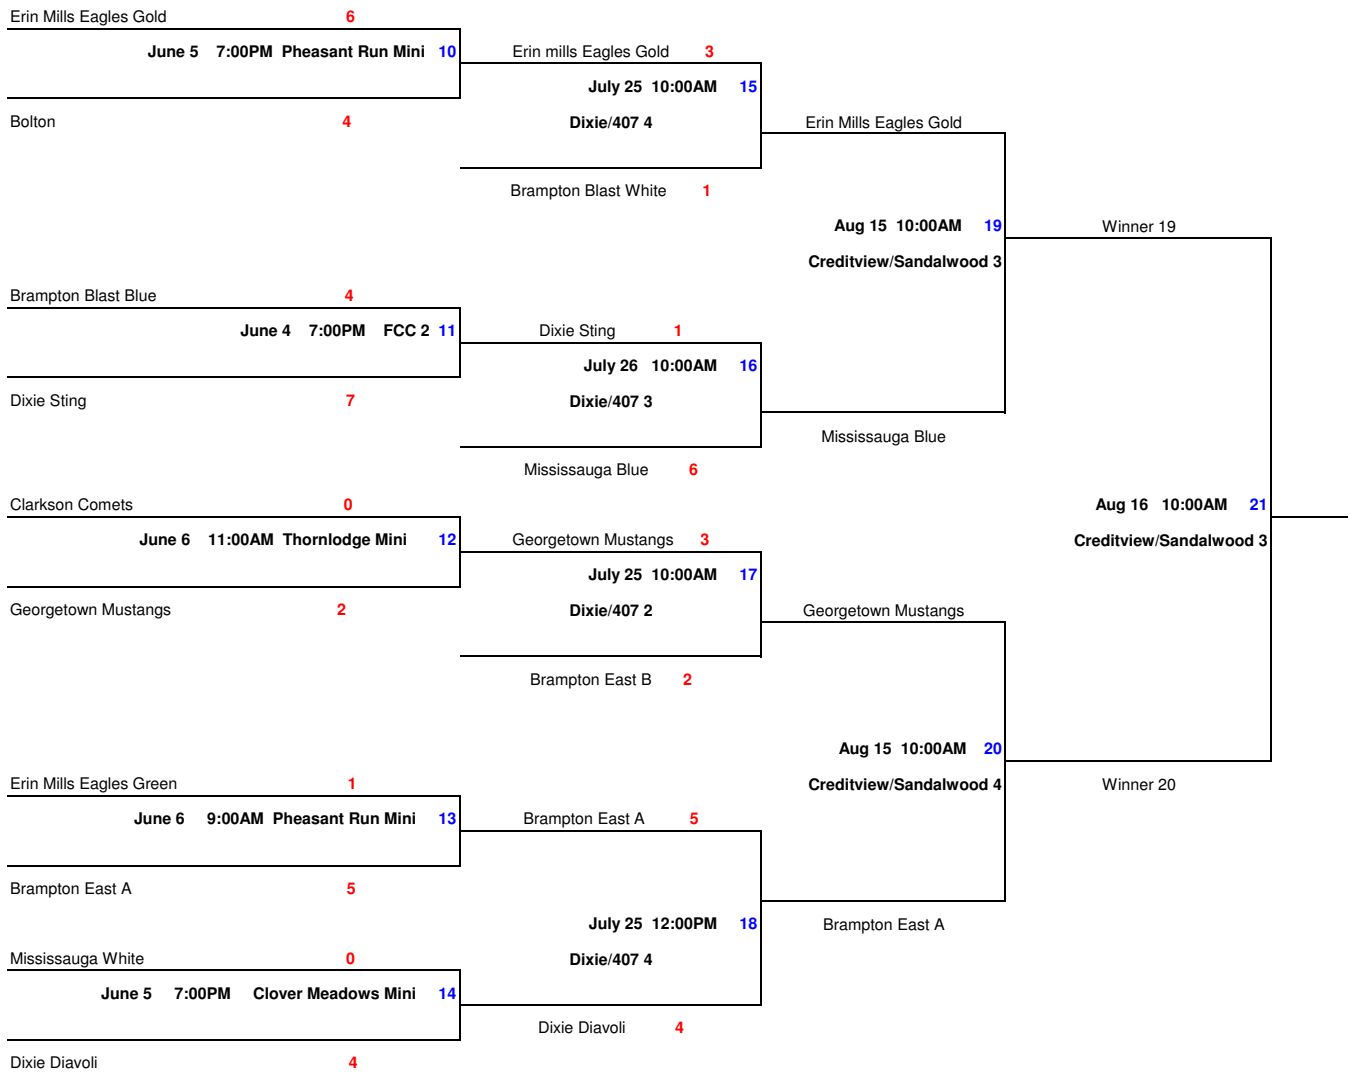 Erin Mills Eagles Gold 6
June 5 7:00PM Pheasant Run Mini 10 Erin mills Eagles Gold 3
July 25 10:00AM 15
Bolton 4 Dixie/407 4 Erin Mills Eagles Gold
Brampton Blast White 1
Aug 15 10:00AM 19 Winner 19
Creditview/Sandalwood 3
Brampton Blast Blue 4
June 4 7:00PM FCC 2 11 Dixie Sting 1
July 26 10:00AM 16
Dixie Sting 7 Dixie/407 3
Mississauga Blue
Mississauga Blue 6
Clarkson Comets 0 Aug 16 10:00AM 21
June 6 11:00AM Thornlodge Mini 12 Georgetown Mustangs 3 Creditview/Sandalwood 3
July 25 10:00AM 17
Georgetown Mustangs 2 Dixie/407 2 Georgetown Mustangs
Brampton East B 2
Aug 15 10:00AM 20
Erin Mills Eagles Green 1 Creditview/Sandalwood 4 Winner 20
June 6 9:00AM Pheasant Run Mini 13 Brampton East A 5
Brampton East A 5
July 25 12:00PM 18 Brampton East A
Mississauga White 0 Dixie/407 4
June 5 7:00PM Clover Meadows Mini 14
Dixie Diavoli 4
Dixie Diavoli 4